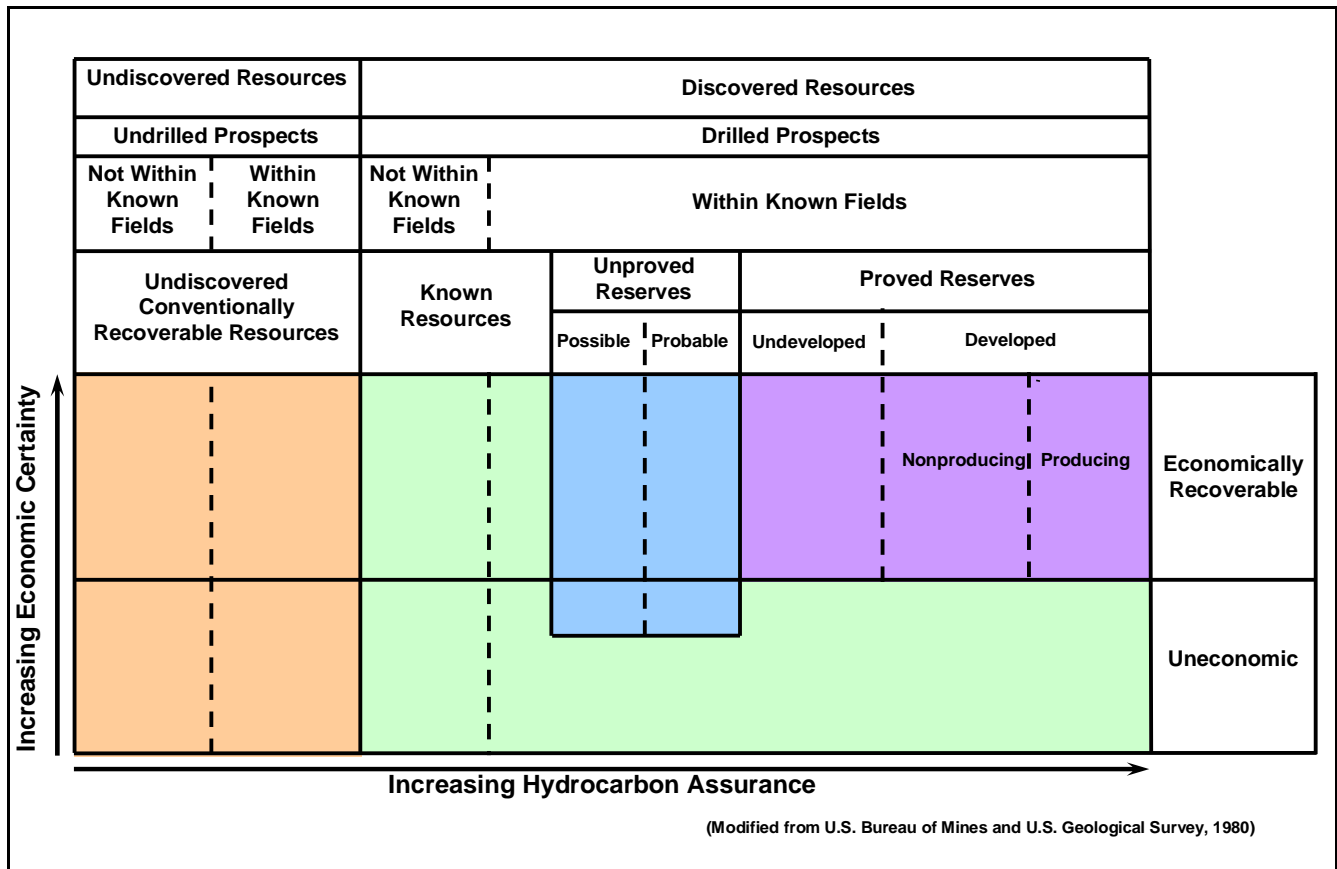 Undiscovered Resources
Discovered Resources
Undrilled Prospects
Drilled Prospects
Not Within
Known
Fields
Within
Known
Fields
Not Within
Known
Fields
Within Known Fields
Undiscovered
Conventionally
Recoverable Resources
Known
Resources
Unproved
Reserves
Proved Reserves
Possible
Probable
Undeveloped
Developed
Increasing Economic Certainty
Nonproducing
Producing
Economically
Recoverable
Uneconomic
Increasing Hydrocarbon Assurance
(Modified from U.S. Bureau of Mines and U.S. Geological Survey, 1980)